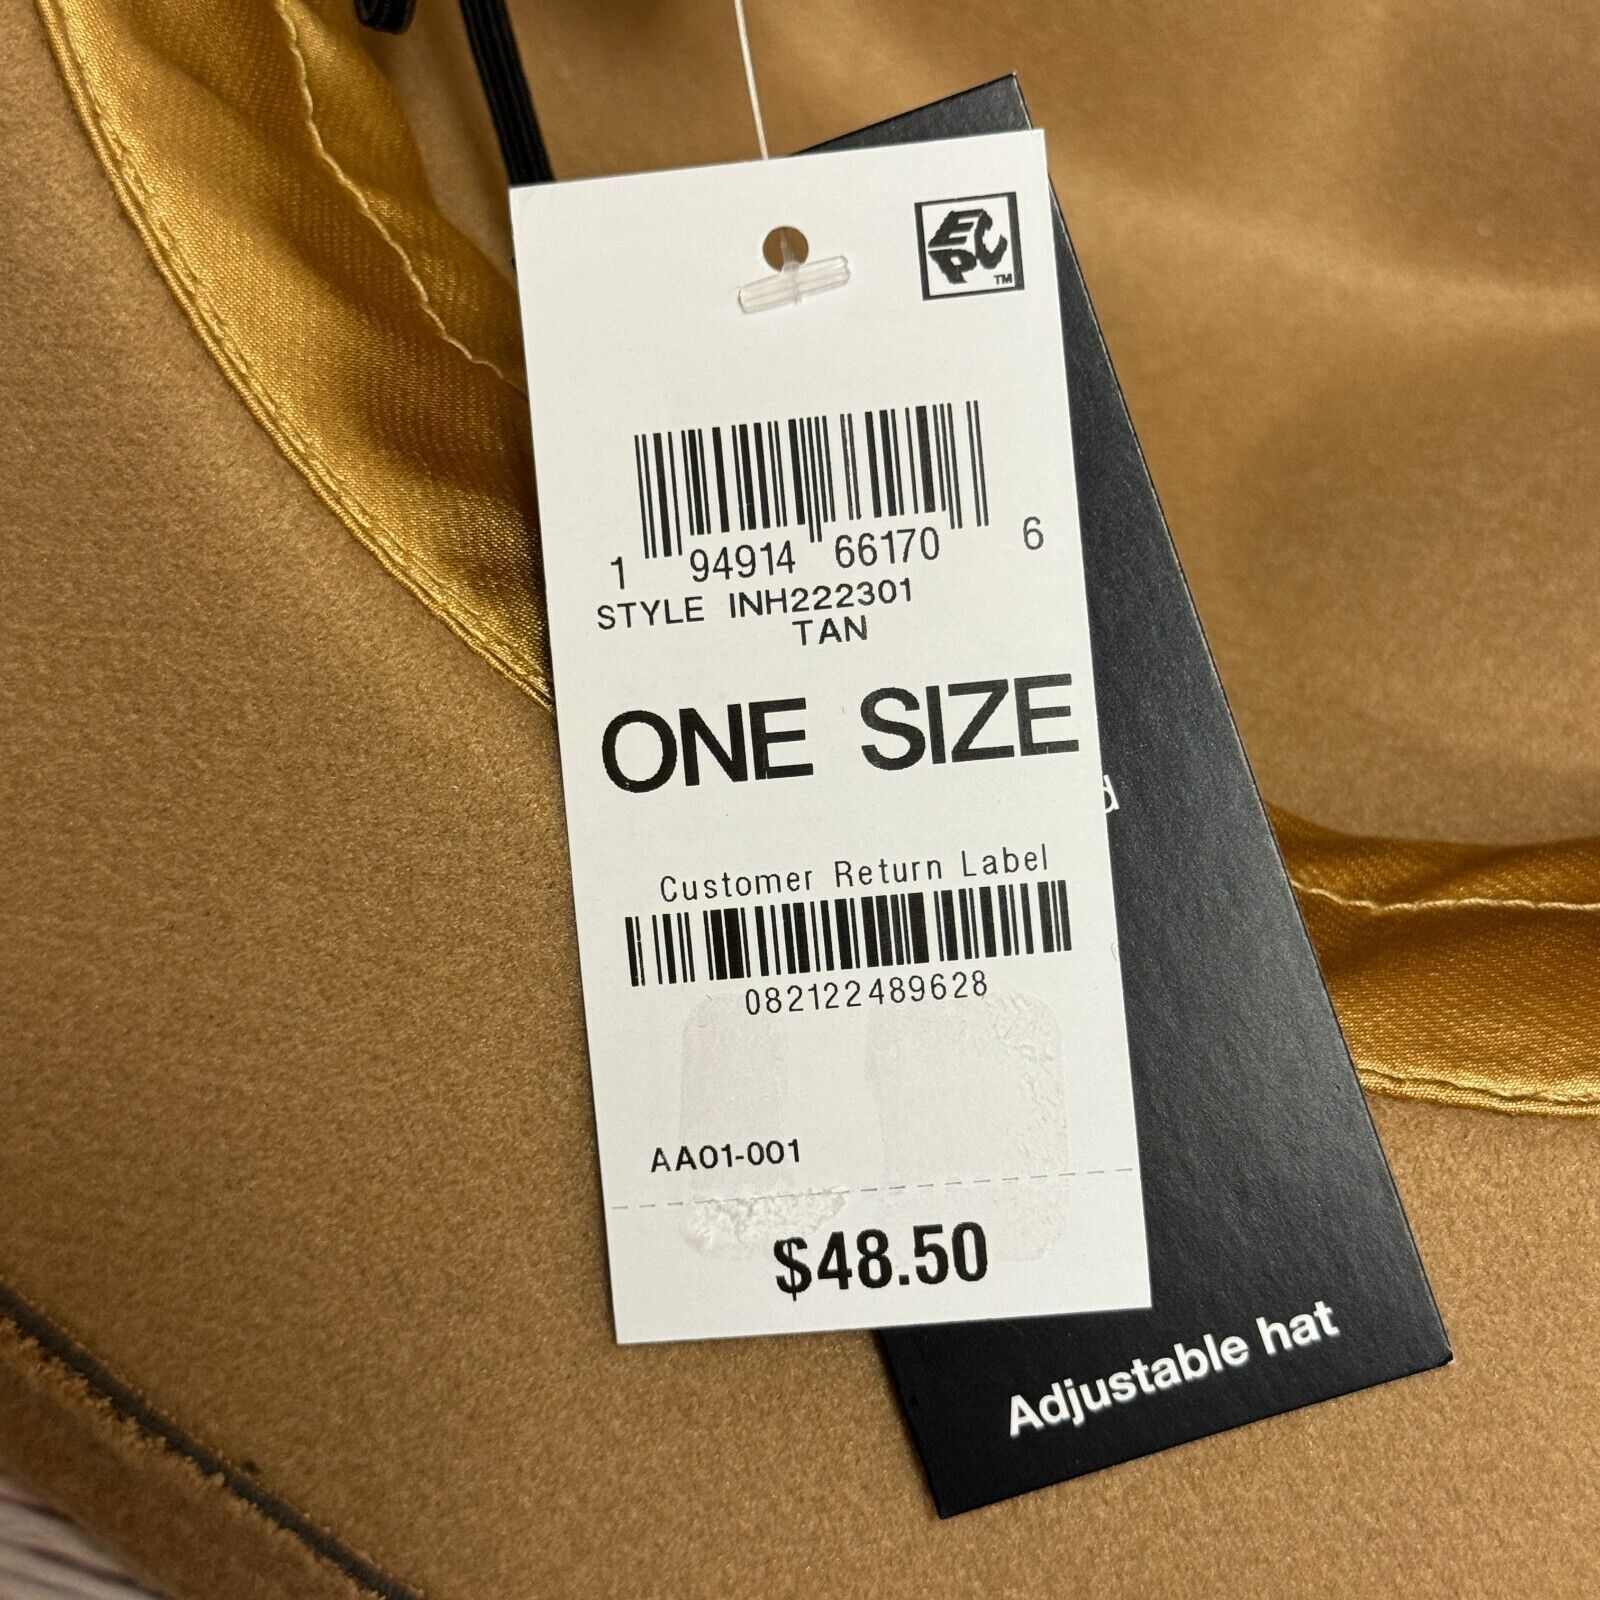 EPC
TM
1 94914 66170 6
STYLE INH222301
TAN
ONE SIZE
Customer Return Label
082122489628
AA01-001
$48.50
Adjustable hat